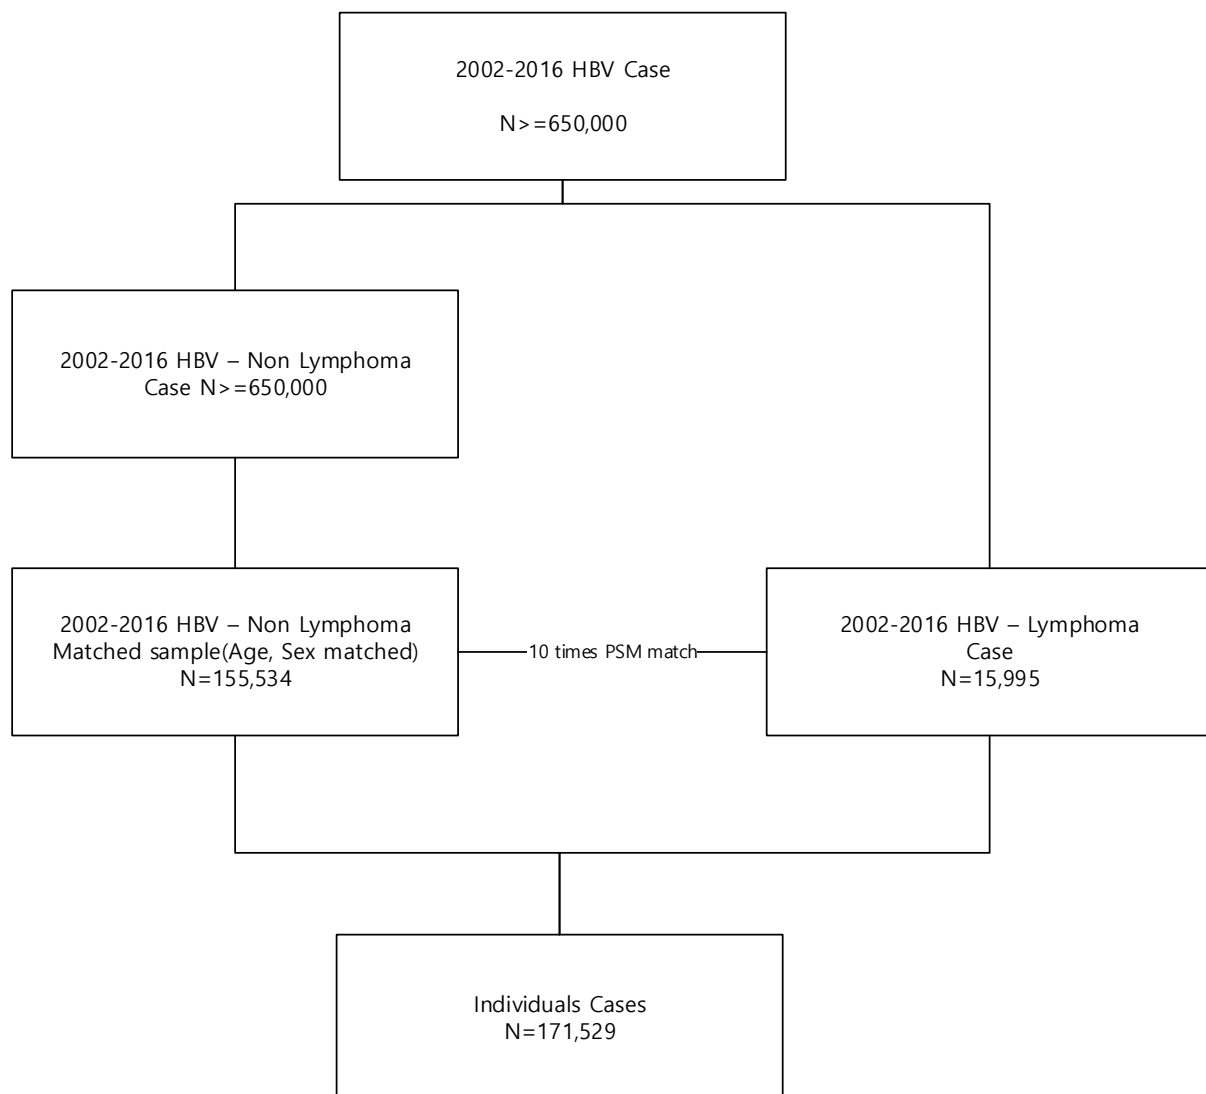 2002-2016 HBV Case
N>=650,000
2002-2016 HBV – Non Lymphoma
Case N>=650,000
2002-2016 HBV – Non Lymphoma
Matched sample(Age, Sex matched)
N=155,534
10 times PSM match
2002-2016 HBV – Lymphoma
Case
N=15,995
Individuals Cases
N=171,529